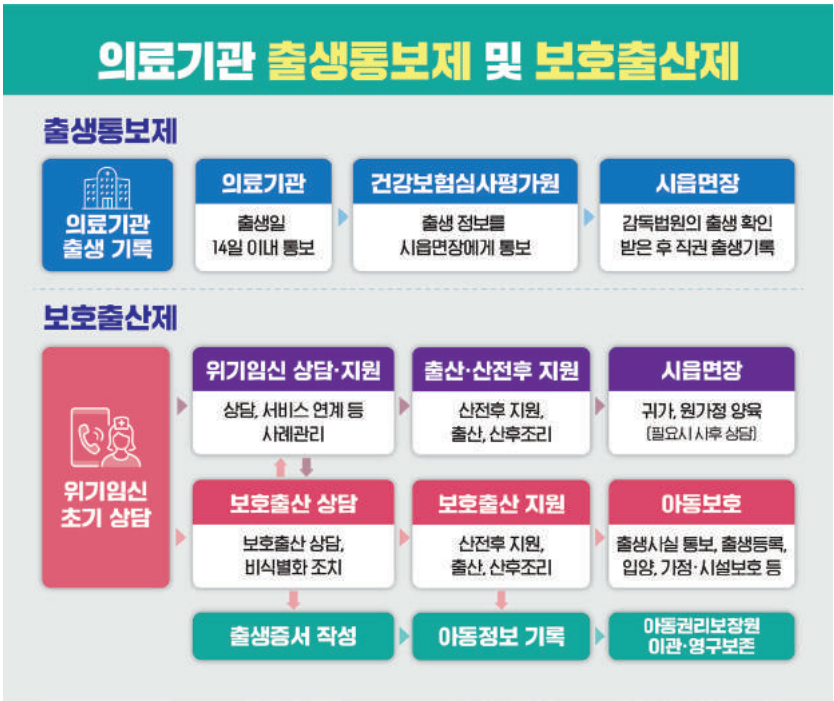 의료기관 출생통보제 및 보호출산제
출생통보제
의료기관
출생 기록
의료기관
출생일
14일 이내 통보
건강보험심사평가원
출생 정보를
시읍면장에게 통보
시읍면장
감독법원의 출생 확인
받은 후 직권 출생기록
보호출산제
위기임신
초기 상담
위기임신 상담·지원
상담, 서비스 연계 등
사례관리
출산·산전후 지원
산전후 지원,
출산, 산후조리
시읍면장
귀가, 원가정 양육
(필요시 사후 상담)
보호출산 상담
보호출산 상담,
비식별화 조치
보호출산 지원
산전후 지원,
출산, 산후조리
아동보호
출생사실 통보, 출생등록,
입양, 가정·시설보호 등
출생증서 작성
아동정보 기록
아동권리보장원
이관·영구보존